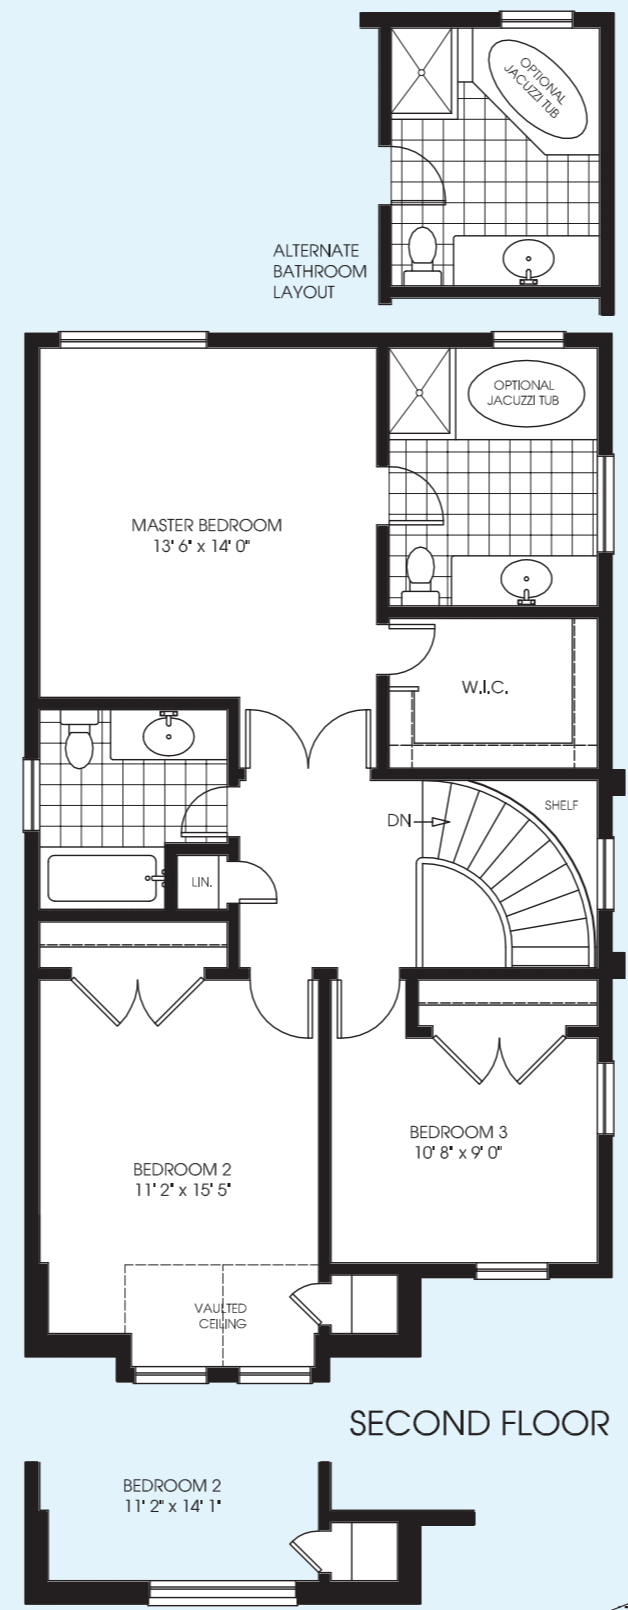 OPTIONAL
JACUZZI TUB
ALTERNATE
BATHROOM
LAYOUT
OPTIONAL
JACUZZI TUB
MASTER BEDROOM
13' 6" x 14' 0"
W.I.C.
SHELF
DN
LIN.
BEDROOM 3
10' 8" x 9' 0"
BEDROOM 2
11' 2" x 15' 5"
VAULTED
CEILING
SECOND FLOOR
BEDROOM 2
11' 2" x 14' 1"